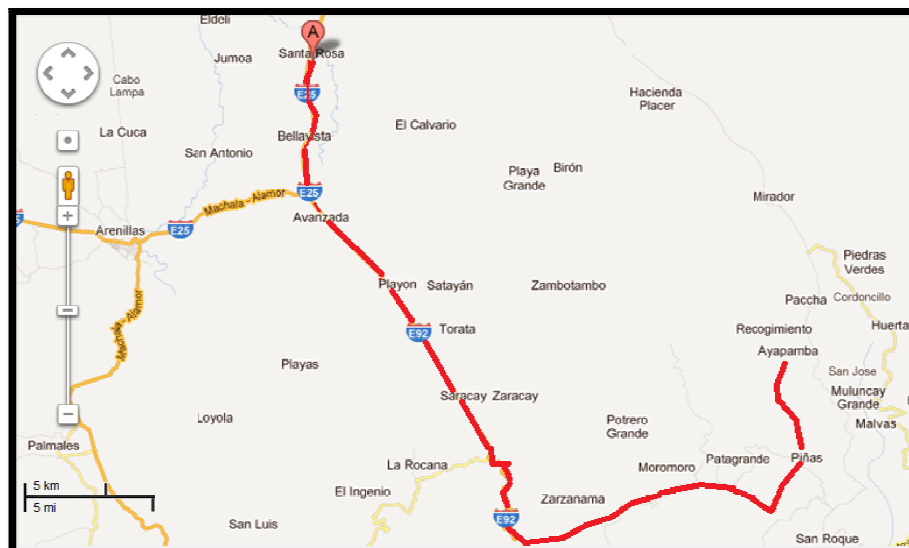 Eldeli
A
Jumoa
Santa Rosa
Cabo
Lampa
E25
Hacienda
Placer
La Cuca
Bellavista
El Calvario
San Antonio
Playa
Grande
Birón
Machala - Alamor
E25
Mirador
Avanzada
Arenillas
E25
Piedras
Verdes
Playon
Satayán
Zambotambo
Paccha
Cordoncillo
Machala - Alamor
E92
Torata
Recogimiento
Huerta
Ayapamba
Playas
San Jose
Muluncay
Grande
Saracay
Zaracay
Loyola
Potrero
Grande
Malvas
Palmales
La Rocana
Moromoro
Patagrande
Piñas
5 km
5 mi
El Ingenio
Zarzanama
San Luis
E92
San Roque